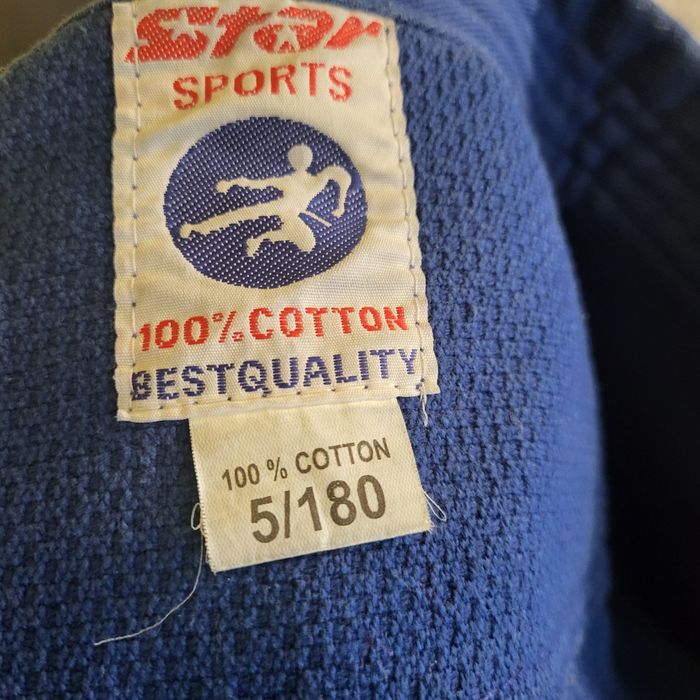 Star
SPORTS
100% COTTON
BESTQUALITY
100 % COTTON
5/180